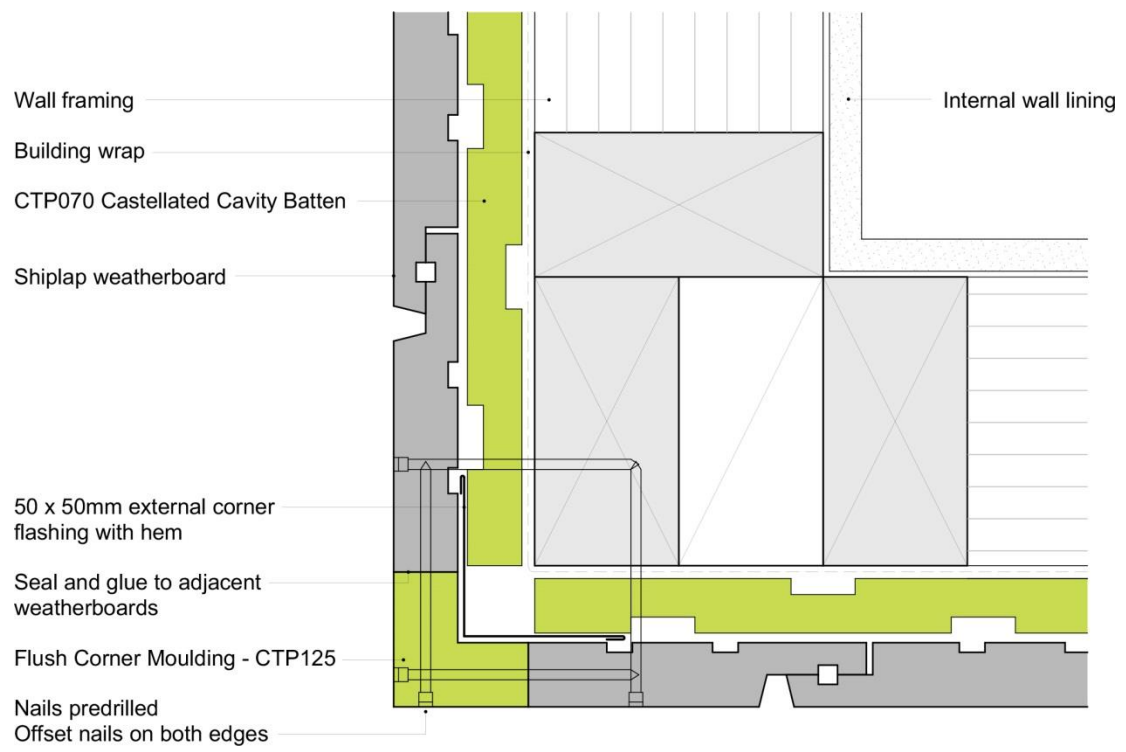 Wall framing
Internal wall lining
Building wrap
CTP070 Castellated Cavity Batten
Shiplap weatherboard
50 x 50mm external corner
flashing with hem
Seal and glue to adjacent
weatherboards
Flush Corner Moulding - CTP125
Nails predrilled
Offset nails on both edges